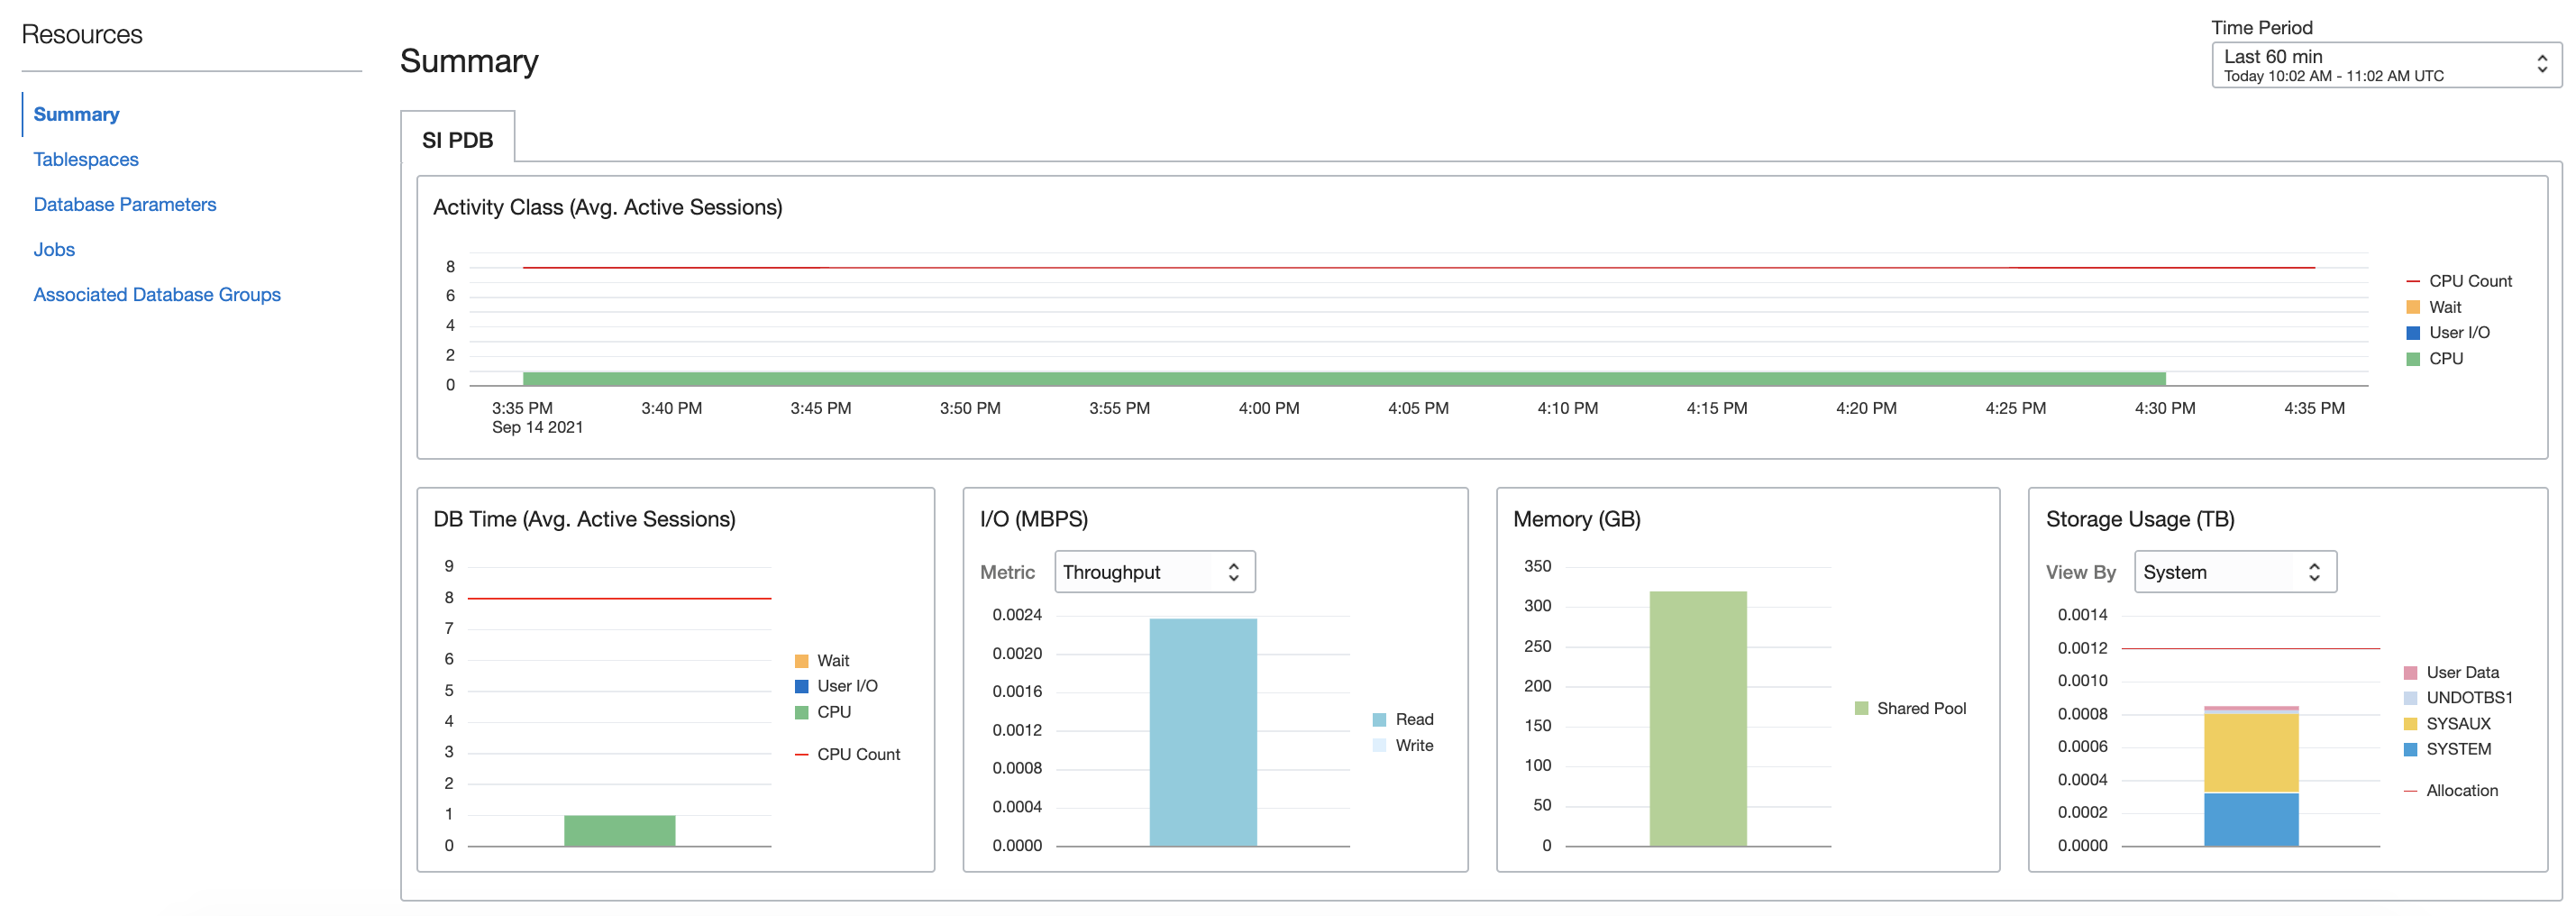 Resources
Summary
Tablespaces
Database Parameters
Jobs
Associated Database Groups
Summary
Time Period
Last 60 min
Today 10:02 AM - 11:02 AM UTC
SI PDB
Activity Class (Avg. Active Sessions)
8
6
4
2
0
3:35 PM 3:40 PM 3:45 PM 3:50 PM 3:55 PM 4:00 PM 4:05 PM 4:10 PM 4:15 PM 4:20 PM 4:25 PM 4:30 PM 4:35 PM
Sep 14 2021
CPU Count
Wait
User I/O
CPU
DB Time (Avg. Active Sessions)
9
8
7
6
5
4
3
2
1
0
Wait
User I/O
CPU
CPU Count
I/O (MBPS)
Metric Throughput
0.0024
0.0020
0.0016
0.0012
0.0008
0.0004
0.0000
Read
Write
Memory (GB)
350
300
250
200
150
100
50
0
Shared Pool
Storage Usage (TB)
View By System
0.0014
0.0012
0.0010
0.0008
0.0006
0.0004
0.0002
0.0000
User Data
UNDOTBS1
SYSAUX
SYSTEM
Allocation